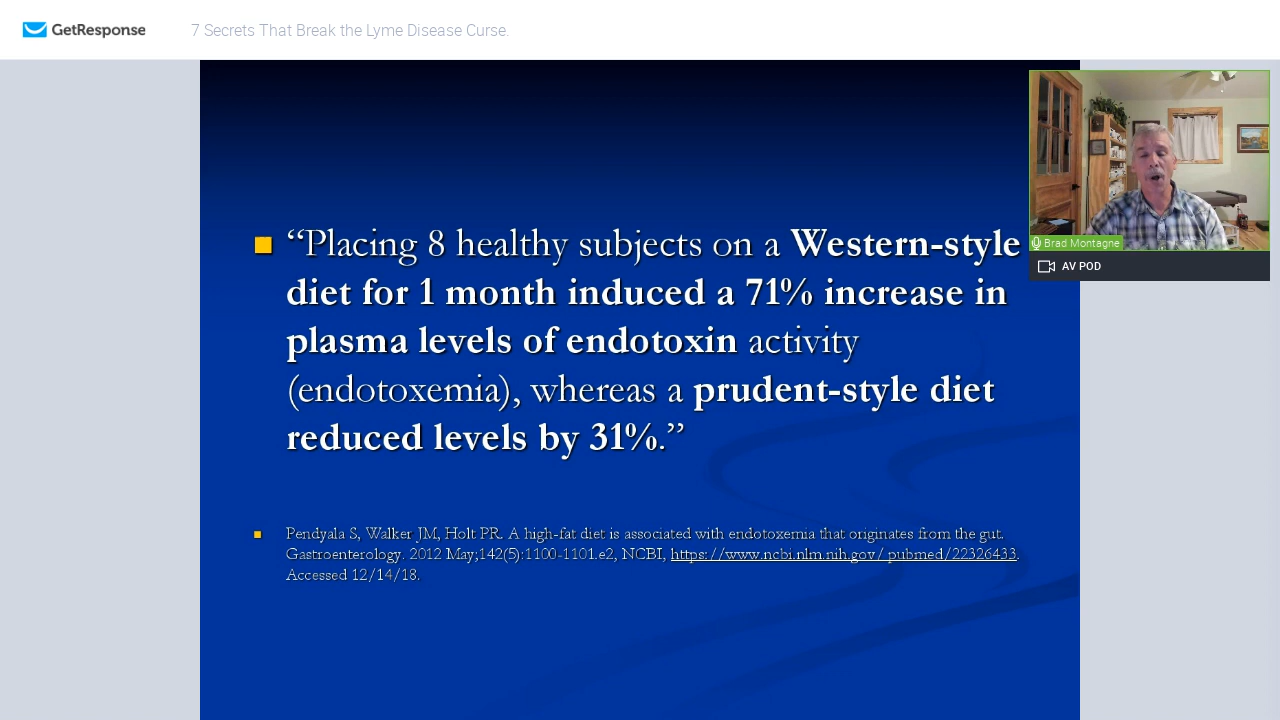 GetResponse
7 Secrets That Break the Lyme Disease Curse.
“Placing 8 healthy subjects on a Western-style
diet for 1 month induced a 71% increase in
plasma levels of endotoxin activity
(endotoxemia), whereas a prudent-style diet
reduced levels by 31%.”
Pendyala S, Walker JM, Holt PR. A high-fat diet is associated with endotoxemia that originates from the gut.
Gastroenterology. 2012 May;142(5):1100-1101.e2, NCBI, https://www.ncbi.nlm.nih.gov/ pubmed/22326433.
Accessed 12/14/18.
Brad Montagne
AV POD